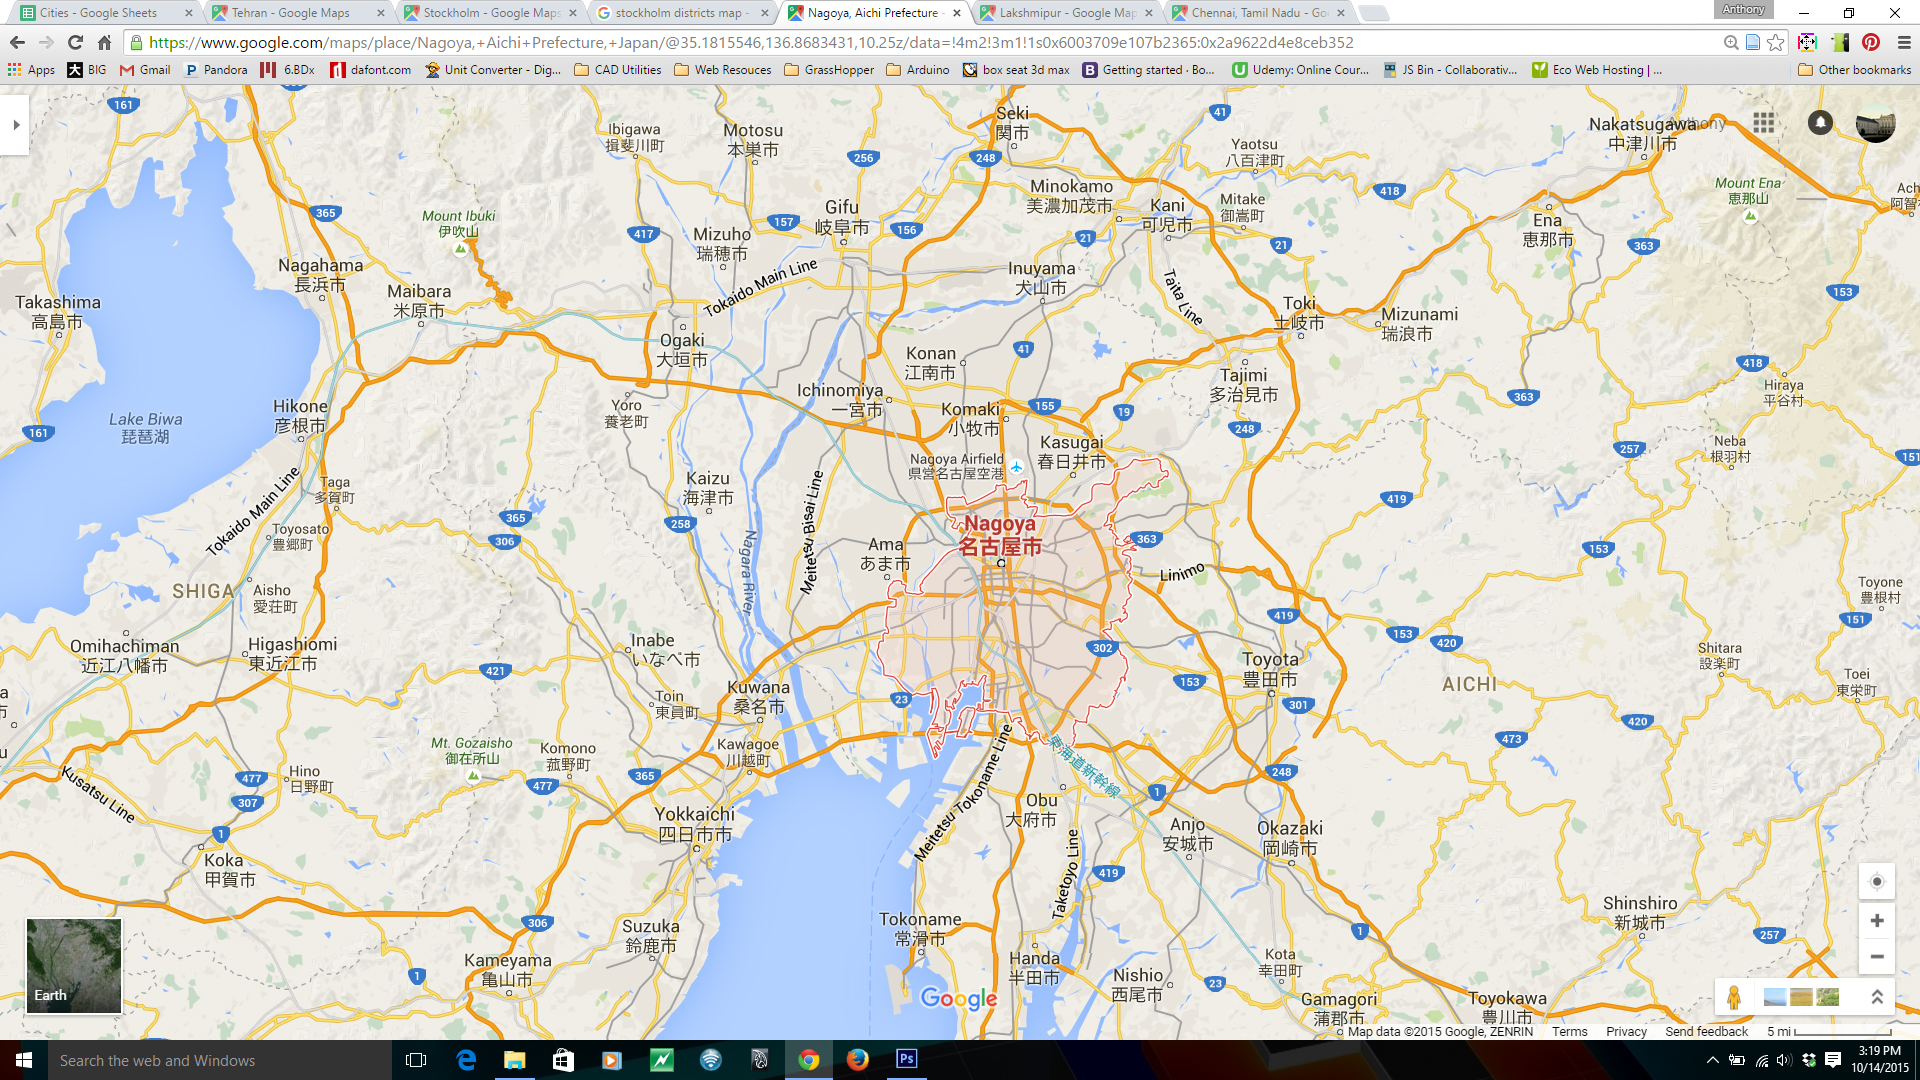 Cities - Google Sheets
Tehran - Google Maps
Stockholm - Google Maps
stockholm districts map -
Nagoya, Aichi Prefecture -
Lakshmipur - Google Map
Chennai, Tamil Nadu - Go
Anthony
https://www.google.com/maps/place/Nagoya,+Aichi+Prefecture,+Japan/@35.1815546,136.8683431,10.25z/data=!4m2!3m1!1s0x6003709e107b2365:0x2a9622d4e8ceb352
Apps
BIG
Gmail
Pandora
6.BDx
dafont.com
Unit Converter - Dig...
CAD Utilities
Web Resouces
GrassHopper
Arduino
box seat 3d max
Getting started · Bo...
Udemy: Online Cour...
JS Bin - Collaborativ...
Eco Web Hosting | ...
Other bookmarks
161
41
Seki
関市
Ibigawa
揖斐川町
Motosu
本巣市
256
248
Yaotsu
八百津町
Nakatsugawa
中津川市
Anthony
Minokamo
美濃加茂市
418
Mount Ena
恵那山
Ach
阿智
365
Mount Ibuki
伊吹山
417
157
Gifu
岐阜市
156
Mizuho
瑞穂市
21
Kani
可児市
Mitake
御嵩町
21
Ena
恵那市
363
Nagahama
長浜市
Tokaido Main Line
Inuyama
犬山市
Taita Line
153
Takashima
高島市
Maibara
米原市
Toki
土岐市
Mizunami
瑞浪市
Ogaki
大垣市
Konan
江南市
41
418
Tajimi
多治見市
Hiraya
平谷村
Ichinomiya
一宮市
Yoro
養老町
Hikone
彦根市
Lake Biwa
琵琶湖
161
Komaki
小牧市
155
19
363
248
Kasugai
春日井市
257
Neba
根羽村
151
Nagoya Airfield
県営名古屋空港
Kaizu
海津市
Taga
多賀町
Tokaido Main Line
419
365
258
Meitetsu Bisai Line
Nagoya
名古屋市
Toyosato
豊郷町
306
Nagara River
Ama
あま市
363
153
Linimo
SHIGA
Aisho
愛荘町
Toyone
豊根村
419
151
Omihachiman
近江八幡市
Higashiomi
東近江市
Inabe
いなべ市
302
153
420
Shitara
設楽町
421
Toyota
豊田市
AICHI
Toei
東栄町
a
市
Toin
東員町
Kuwana
桑名市
23
153
301
420
u
Mt. Gozaisho
御在所山
Komono
菰野町
Kawagoe
川越町
Meitetsu Tokoname Line
東海道新幹線
473
Kusatsu Line
477
Hino
日野町
477
365
248
307
1
Yokkaichi
四日市市
Obu
大府市
1
Anjo
安城市
Okazaki
岡崎市
Koka
甲賀市
Taketoyo Line
419
306
Suzuka
鈴鹿市
Tokoname
常滑市
1
Shinshiro
新城市
257
Kameyama
亀山市
1
Handa
半田市
Nishio
西尾市
Kota
幸田町
23
Earth
Google
Gamagori
蒲郡市
Toyokawa
豊川市
Map data ©2015 Google, ZENRIN
Terms
Privacy
Send feedback
5 mi
Search the web and Windows
Ps
3:19 PM
10/14/2015